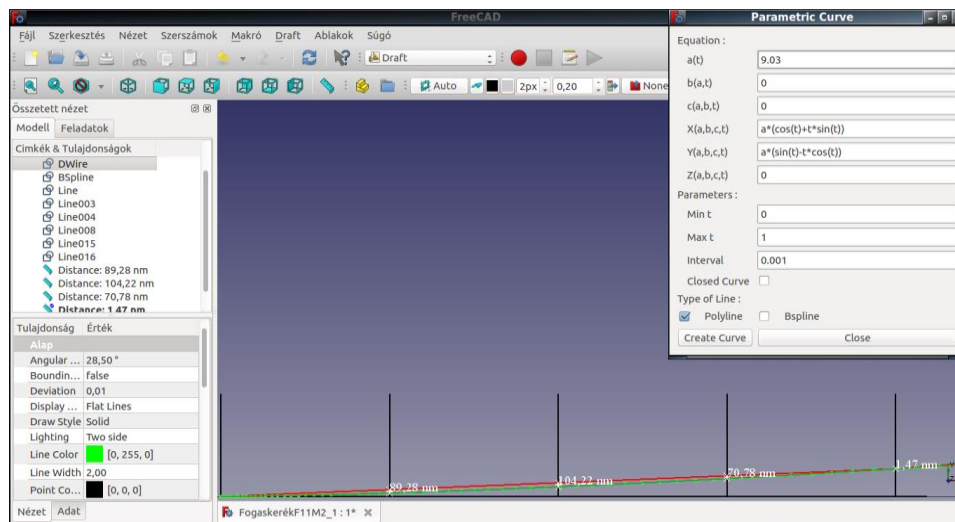 FreeCAD
Fájl Szerkesztés Nézet Szerszámok Makró Draft Ablakok Súgó
Draft
Auto 2px 0,20 None
Összetett nézet
Modell Feladatok
Cimkék & Tulajdonságok
DWire
BSpline
Line
Line003
Line004
Line008
Line015
Line016
Distance: 89,28 nm
Distance: 104,22 nm
Distance: 70,78 nm
Distance: 1,47 nm
Tulajdonság Érték
Alap
Angular ... 28,50 °
Boundin... false
Deviation 0,01
Display ... Flat Lines
Draw Style Solid
Lighting Two side
Line Color [0, 255, 0]
Line Width 2,00
Point Co... [0, 0, 0]
Nézet Adat
89,28 nm
104,22 nm
70,78 nm
1,47 nm
FogaskerékF11M2_1 : 1*
Parametric Curve
Equation :
a(t) 9.03
b(a,t) 0
c(a,b,t) 0
X(a,b,c,t) a*(cos(t)+t*sin(t))
Y(a,b,c,t) a*(sin(t)-t*cos(t))
Z(a,b,c,t) 0
Parameters :
Min t 0
Max t 1
Interval 0.001
Closed Curve
Type of Line :
Polyline Bspline
Create Curve Close